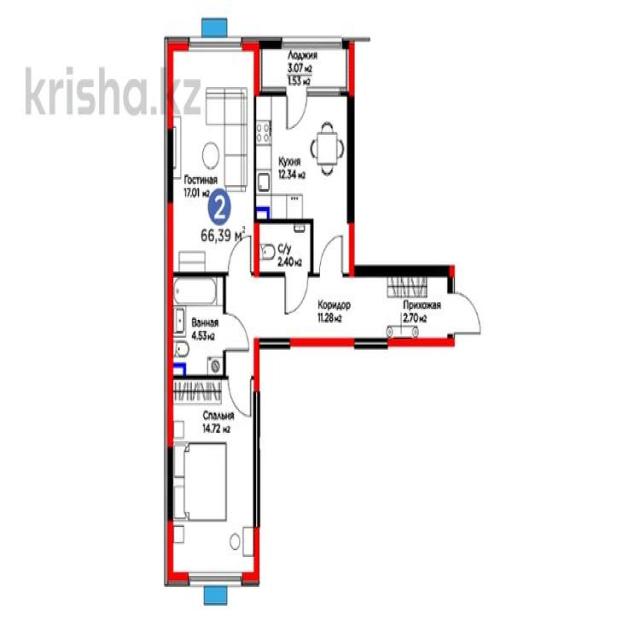 krisha.kz
Лоджия
3.07 м2
1.53 м2
Кухня
12.34 м2
Гостиная
17.01 м2
2
66,39 м2
С/у
2.40 м2
Коридор
11.28 м2
Прихожая
2.70 м2
Ванная
4.53 м2
Спальня
14.72 м2